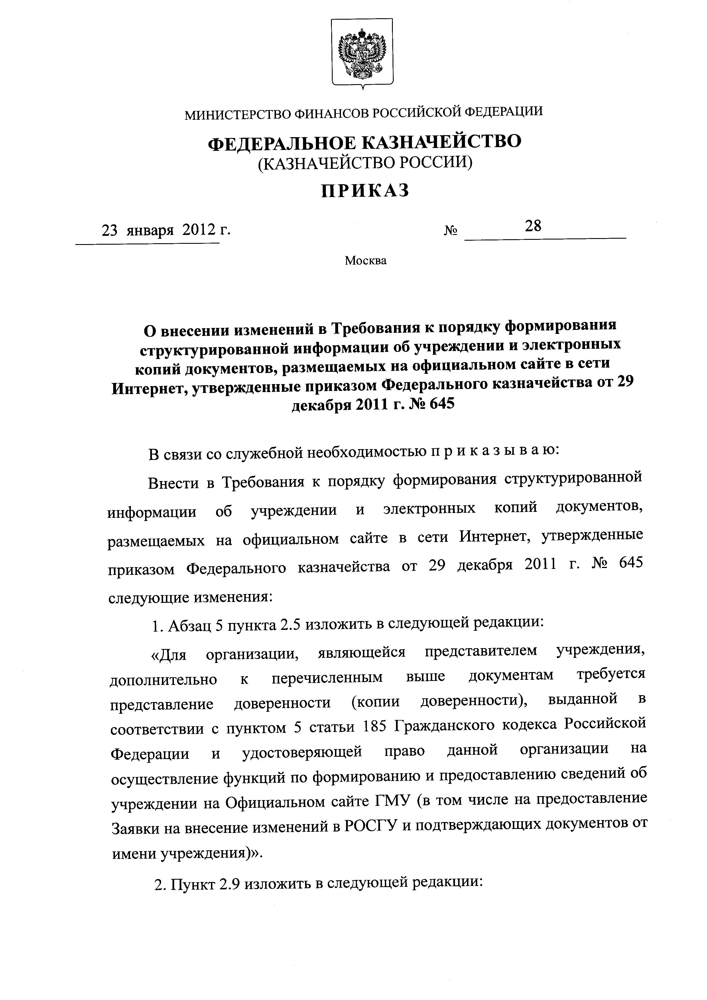 МИНИСТЕРСТВО ФИНАНСОВ РОССИЙСКОЙ ФЕДЕРАЦИИ
ФЕДЕРАЛЬНОЕ КАЗНАЧЕЙСТВО
(КАЗНАЧЕЙСТВО РОССИИ)
ПРИКАЗ
23 января 2012 г. № 28
Москва
О внесении изменений в Требования к порядку формирования
структурированной информации об учреждении и электронных
копий документов, размещаемых на официальном сайте в сети
Интернет, утвержденные приказом Федерального казначейства от 29
декабря 2011 г. № 645
В связи со служебной необходимостью п р и к а з ы в а ю:
Внести в Требования к порядку формирования структурированной
информации об учреждении и электронных копий документов,
размещаемых на официальном сайте в сети Интернет, утвержденные
приказом Федерального казначейства от 29 декабря 2011 г. № 645
следующие изменения:
1. Абзац 5 пункта 2.5 изложить в следующей редакции:
«Для организации, являющейся представителем учреждения,
дополнительно к перечисленным выше документам требуется
представление доверенности (копии доверенности), выданной в
соответствии с пунктом 5 статьи 185 Гражданского кодекса Российской
Федерации и удостоверяющей право данной организации на
осуществление функций по формированию и предоставлению сведений об
учреждении на Официальном сайте ГМУ (в том числе на предоставление
Заявки на внесение изменений в РОСГУ и подтверждающих документов от
имени учреждения)».
2. Пункт 2.9 изложить в следующей редакции: